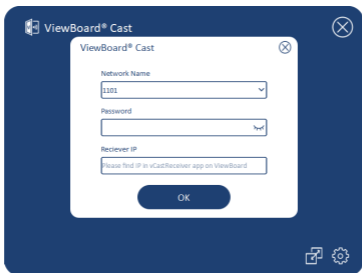 ViewBoard® Cast
ViewBoard® Cast
Network Name
1101
Password
Reciever IP
Please find IP in vCastReceiver app on ViewBoard
OK